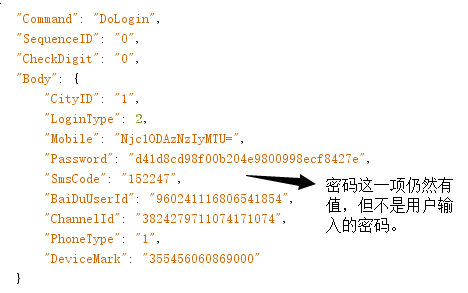 "Command": "DoLogin",
"SequenceID": "0",
"CheckDigit": "0",
"Body": {
"CityID": "1",
"LoginType": 2,
"Mobile": "Njc1ODAzNzIyMTU=",
"Password": "d41d8cd98f00b204e9800998ecf8427e",
"SmsCode": "152247",
"BaiDuUserId": "960241116806541854",
"ChannelId": "3824279711074171074",
"PhoneType": "1",
"DeviceMark": "355456060869000"
}
密码这一项仍然有
值，但不是用户输
入的密码。